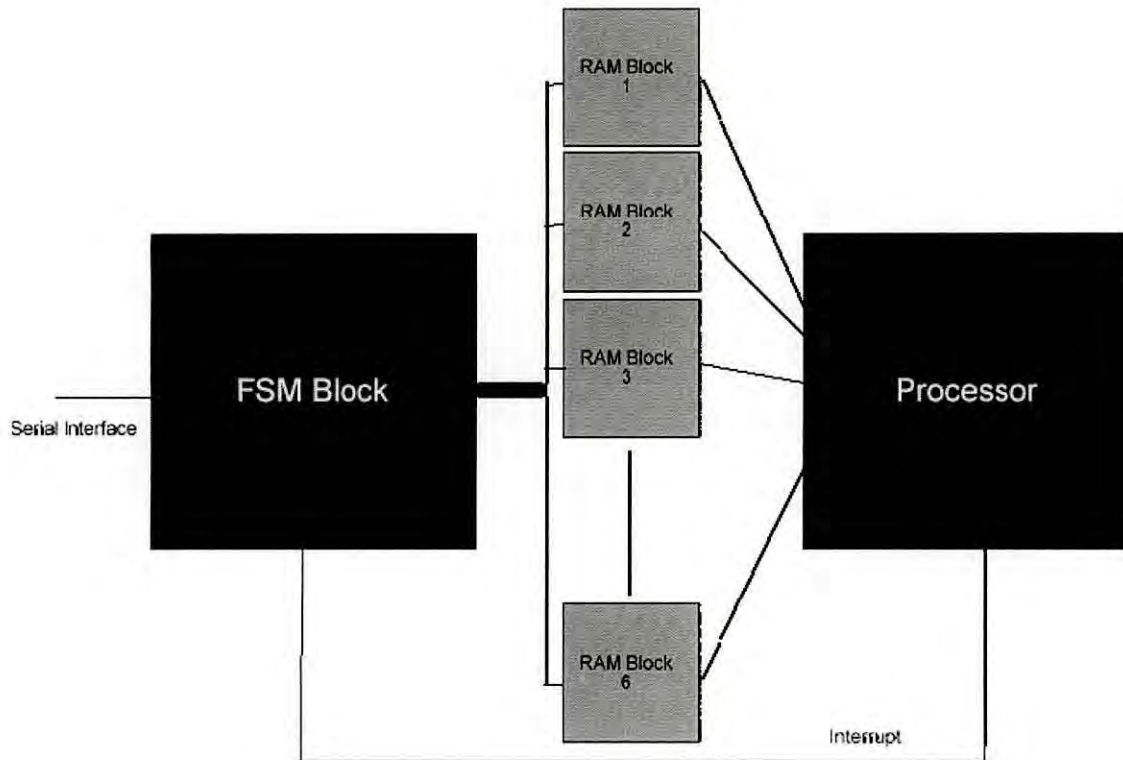 RAM Block
1
RAM Block
2
RAM Block
3
FSM Block
Processor
Serial Interface
RAM Block
6
Interrupt